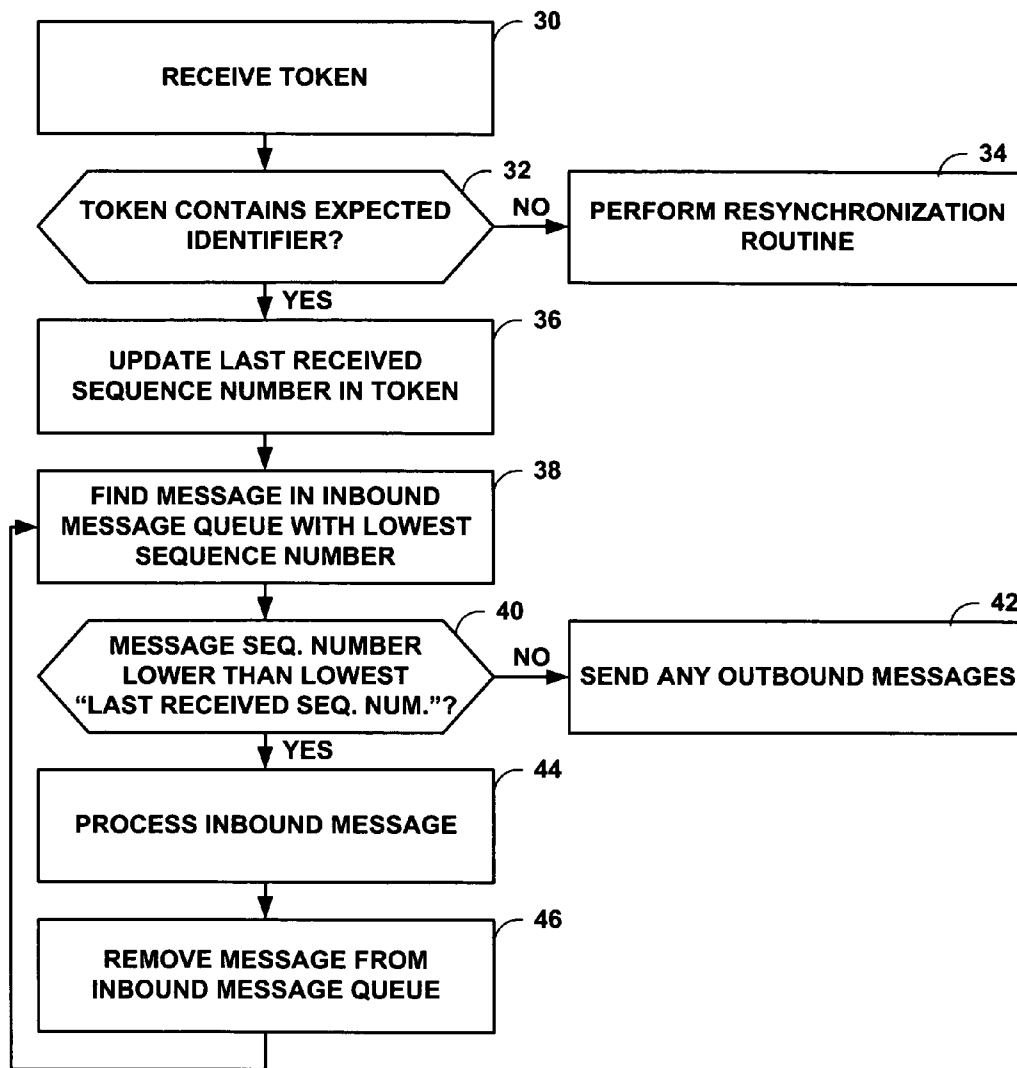 30
RECEIVE TOKEN
32
TOKEN CONTAINS EXPECTED
IDENTIFIER?
NO
34
PERFORM RESYNCHRONIZATION
ROUTINE
YES
36
UPDATE LAST RECEIVED
SEQUENCE NUMBER IN TOKEN
38
FIND MESSAGE IN INBOUND
MESSAGE QUEUE WITH LOWEST
SEQUENCE NUMBER
40
MESSAGE SEQ. NUMBER
LOWER THAN LOWEST
“LAST RECEIVED SEQ. NUM.”?
NO
42
SEND ANY OUTBOUND MESSAGES
YES
44
PROCESS INBOUND MESSAGE
46
REMOVE MESSAGE FROM
INBOUND MESSAGE QUEUE